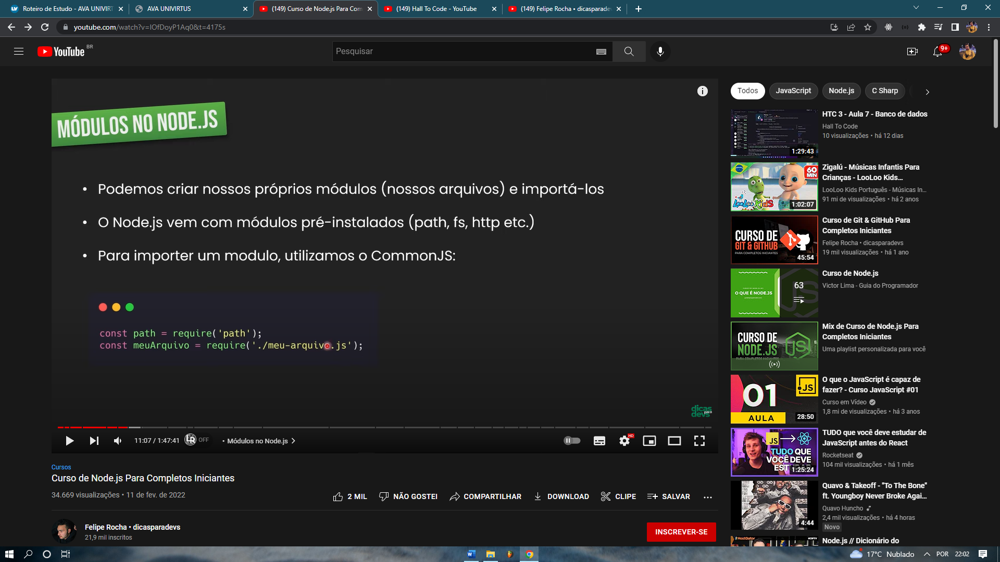 Roteiro de Estudo - AVA UNIVIRT
AVA UNIVIRTUS
(149) Curso de Node.js Para Com
(149) Hall To Code - YouTube
(149) Felipe Rocha • dicasparade
youtube.com/watch?v=IOfDoyP1Aq0&t=4175s
YouTube BR
Pesquisar
9+
MÓDULOS NO NODE.JS
• Podemos criar nossos próprios módulos (nossos arquivos) e importá-los
• O Node.js vem com módulos pré-instalados (path, fs, http etc.)
• Para importer um modulo, utilizamos o CommonJS:
const path = require('path');
const meuArquivo = require('./meu-arquivo.js');
dicas para devs
11:07 / 1:47:41
OFF
• Módulos no Node.js
HD
Cursos
Curso de Node.js Para Completos Iniciantes
34.669 visualizações • 11 de fev. de 2022
2 MIL
NÃO GOSTEI
COMPARTILHAR
DOWNLOAD
CLIPE
SALVAR
Felipe Rocha • dicasparadevs
21,9 mil inscritos
INSCREVER-SE
Todos
JavaScript
Node.js
C Sharp
1:29:43
HTC 3 - Aula 7 - Banco de dados
Hall To Code
10 visualizações • há 12 dias
60 MIN
LooLoo KidS
1:02:07
Zigalú - Músicas Infantis Para
Crianças - LooLoo Kids...
LooLoo Kids Português - Músicas In...
91 mi de visualizações • há 2 anos
CURSO DE
GIT & GITHUB
PARA COMPLETOS INICIANTES
45:54
Curso de Git & GitHub Para
Completos Iniciantes
Felipe Rocha • dicasparadevs
19 mil visualizações • há 1 ano
O QUE É NODE.JS
63
Curso de Node.js
Victor Lima - Guia do Programador
CURSO DE
NODE.JS
PARA COMPLETOS INICIANTES
Mix de Curso de Node.js Para
Completos Iniciantes
Uma playlist personalizada para você
01
JS
AULA
28:50
O que o JavaScript é capaz de
fazer? - Curso JavaScript #01
Curso em Vídeo
1,8 mi de visualizações • há 3 anos
JS
TUDO QUE
VOCÊ DEVE
1:25:24
TUDO que você deve estudar de
JavaScript antes do React
Rocketseat
104 mil visualizações • há 1 mês
4:44
Quavo & Takeoff - "To The Bone"
ft. Youngboy Never Broke Agai...
Quavo Huncho
2,4 mil visualizações • há 4 horas
Novo
HostGator
Node.js // Dicionário do
17°C Nublado
POR
22:02